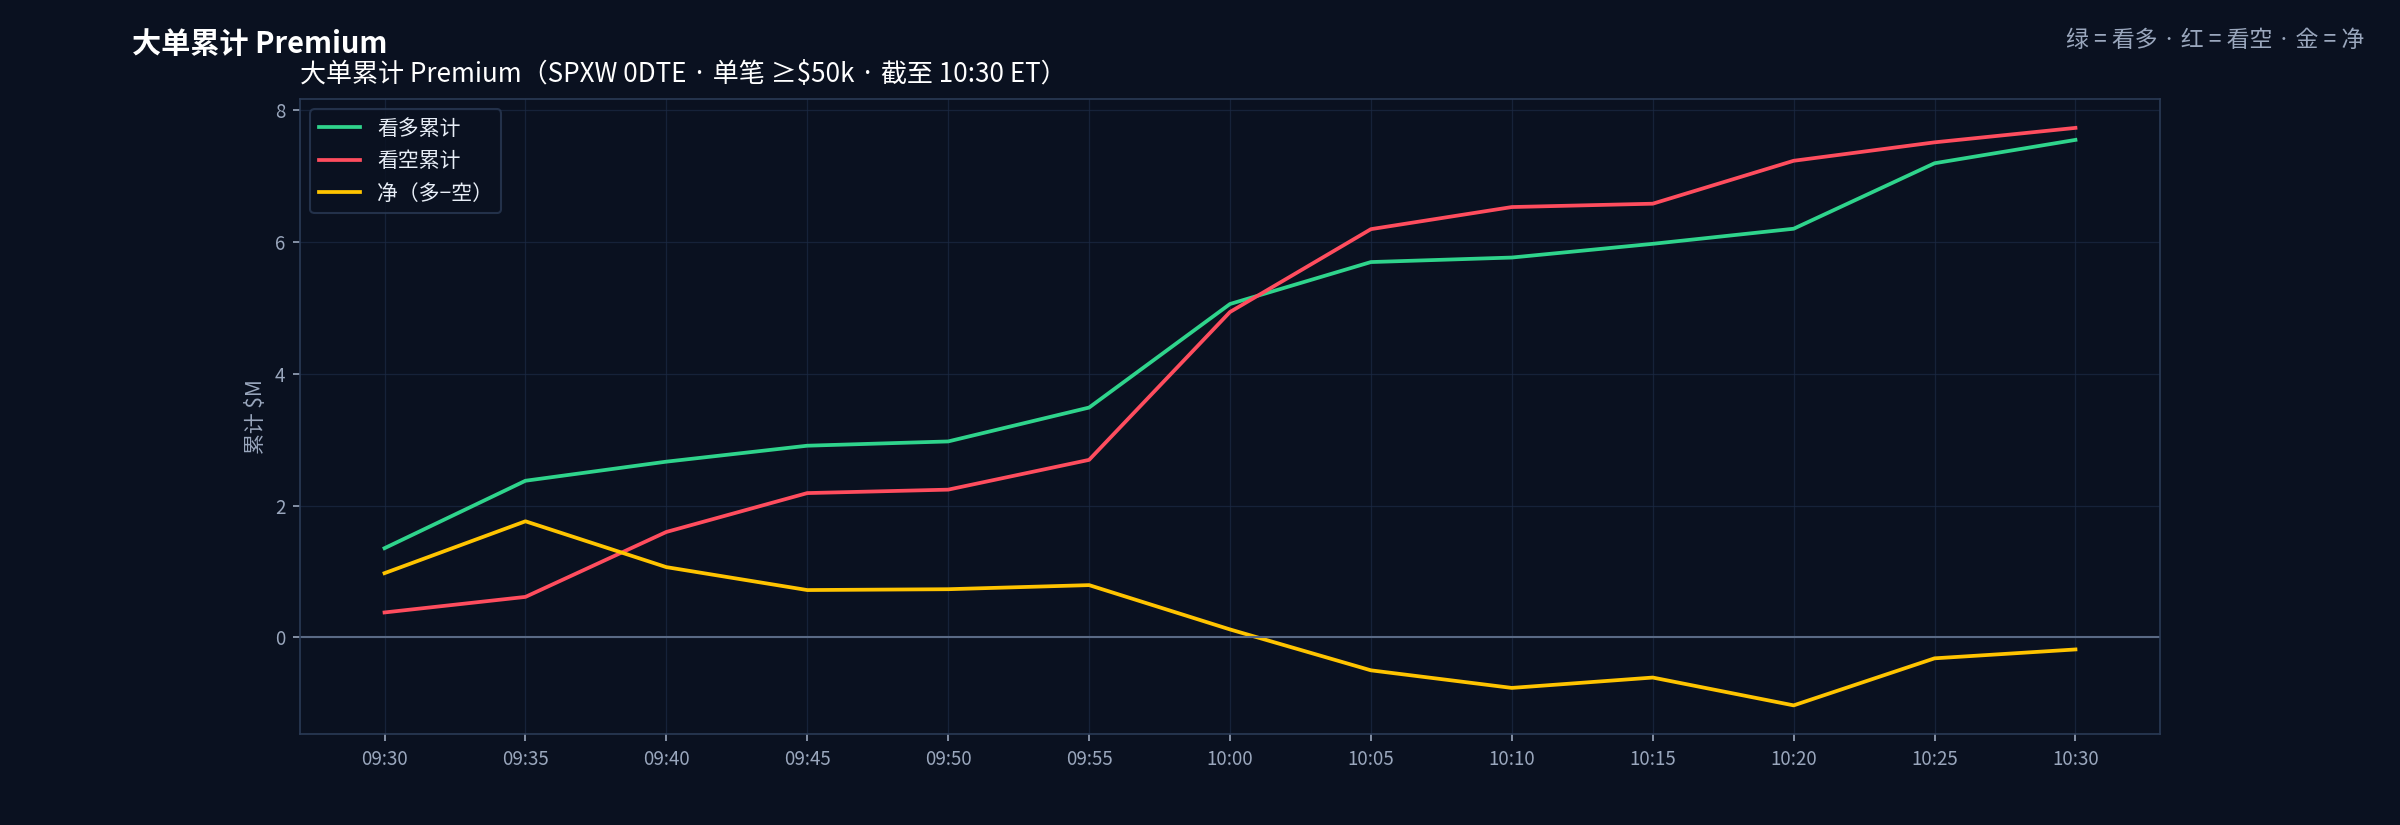 大单累计 Premium
绿 = 看多 · 红 = 看空 · 金 = 净
大单累计 Premium（SPXW 0DTE · 单笔 ≥$50k · 截至 10:30 ET）
看多累计
看空累计
净（多−空）
累计 $M
8
6
4
2
0
09:30 09:35 09:40 09:45 09:50 09:55 10:00 10:05 10:10 10:15 10:20 10:25 10:30